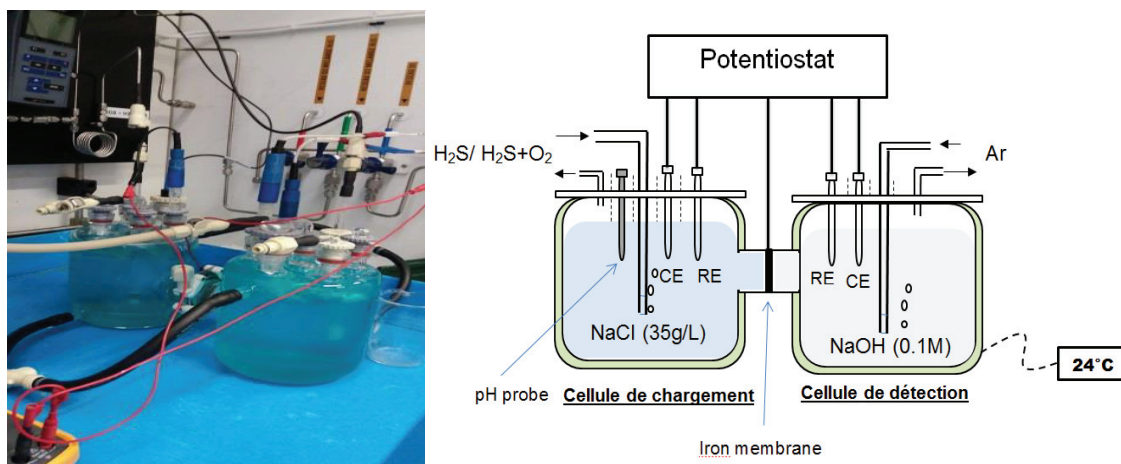 Potentiostat
H₂S/ H₂S+O₂
Ar
CE
RE
RE
CE
NaCl (35g/L)
NaOH (0.1M)
24°C
pH probe
Cellule de chargement
Cellule de détection
Iron membrane